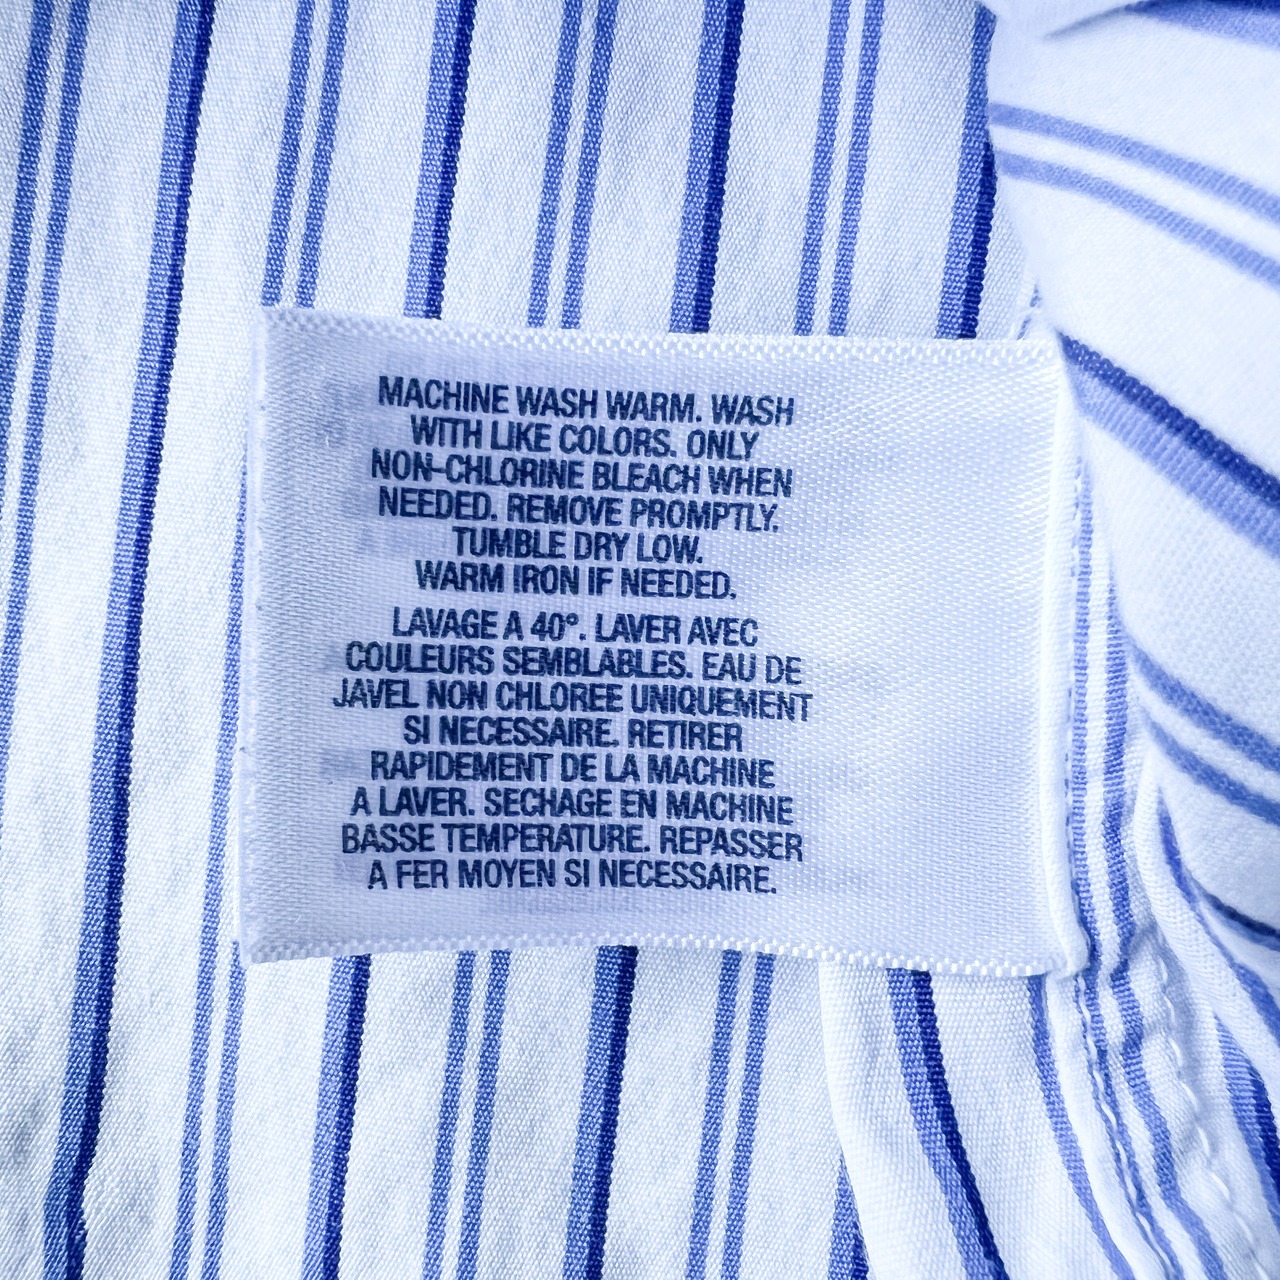 MACHINE WASH WARM. WASH
WITH LIKE COLORS. ONLY
NON-CHLORINE BLEACH WHEN
NEEDED. REMOVE PROMPTLY.
TUMBLE DRY LOW.
WARM IRON IF NEEDED.
LAVAGE A 40°. LAVER AVEC
COULEURS SEMBLABLES. EAU DE
JAVEL NON CHLOREE UNIQUEMENT
SI NECESSAIRE. RETIRER
RAPIDEMENT DE LA MACHINE
A LAVER. SECHAGE EN MACHINE
BASSE TEMPERATURE. REPASSER
A FER MOYEN SI NECESSAIRE.